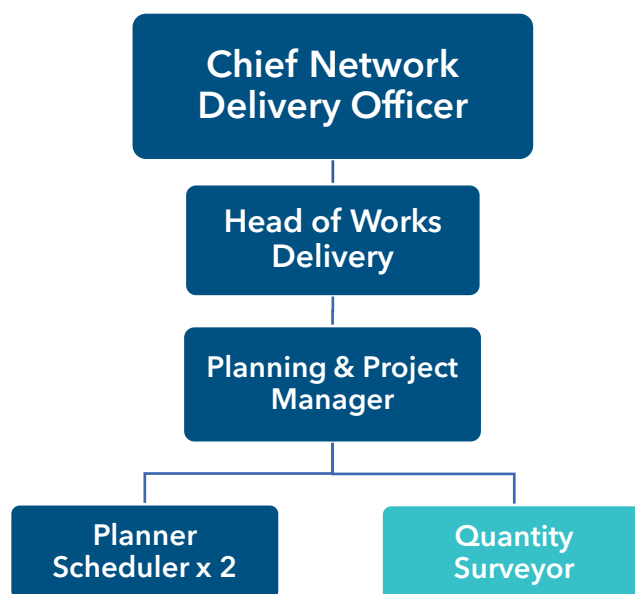 Chief Network
Delivery Officer
Head of Works
Delivery
Planning & Project
Manager
Planner
Scheduler x 2
Quantity
Surveyor